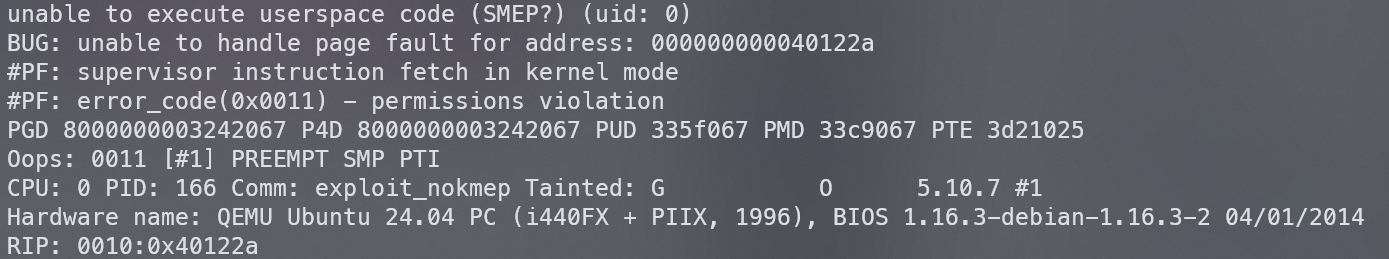 unable to execute userspace code (SMEP?) (uid: 0)
BUG: unable to handle page fault for address: 000000000040122a
#PF: supervisor instruction fetch in kernel mode
#PF: error_code(0x0011) – permissions violation
PGD 8000000003242067 P4D 8000000003242067 PUD 335f067 PMD 33c9067 PTE 3d21025
Oops: 0011 [#1] PREEMPT SMP PTI
CPU: 0 PID: 166 Comm: exploit_nokmep Tainted: G           O      5.10.7 #1
Hardware name: QEMU Ubuntu 24.04 PC (i440FX + PIIX, 1996), BIOS 1.16.3–debian–1.16.3–2 04/01/2014
RIP: 0010:0x40122a